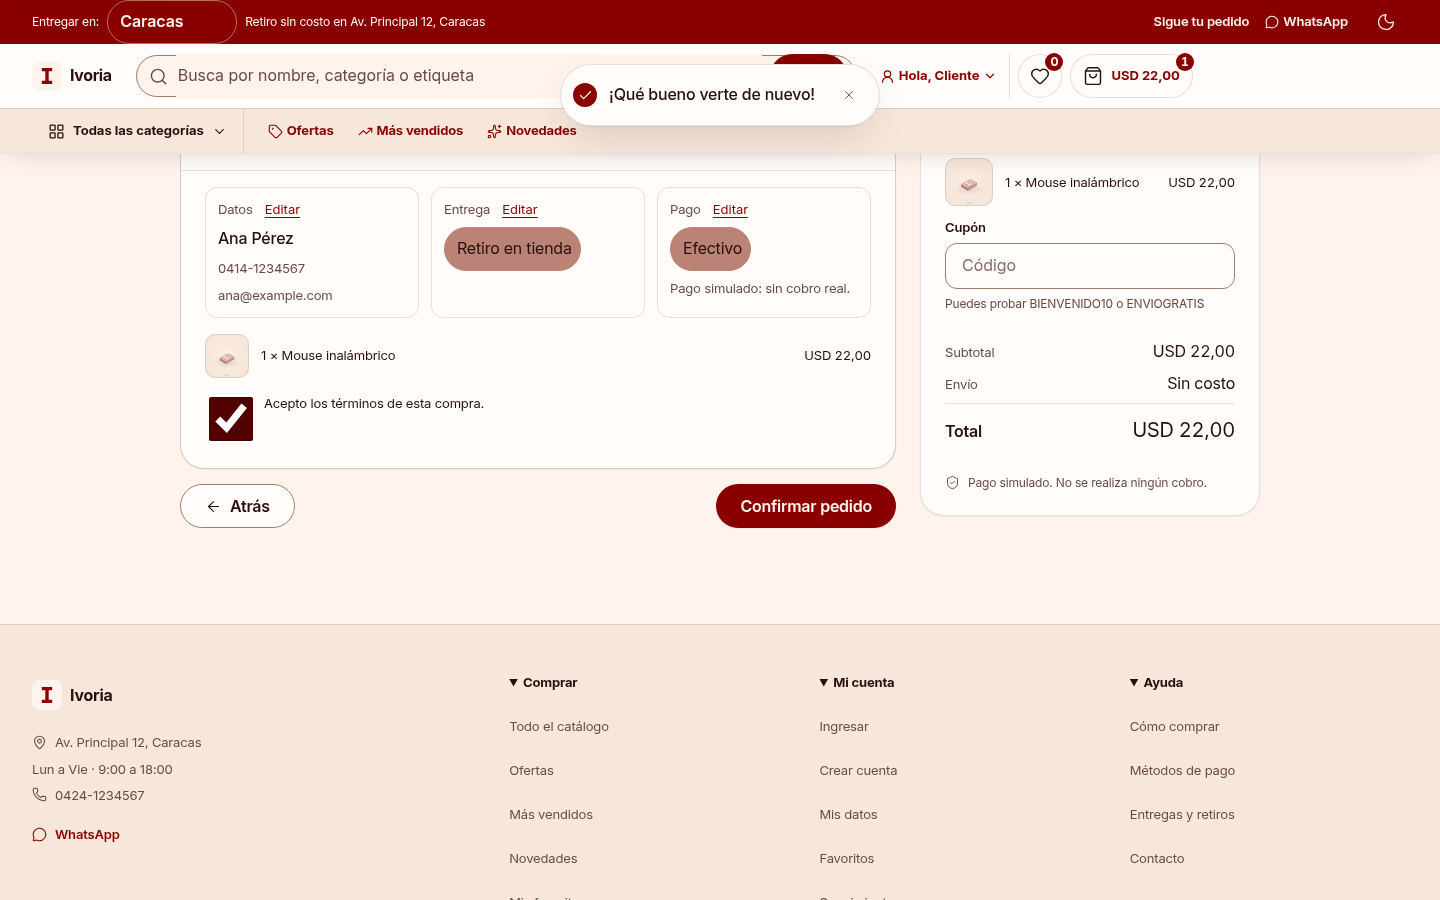 Entregar en: Caracas Retiro sin costo en Av. Principal 12, Caracas Sigue tu pedido WhatsApp
I Ivoria Busca por nombre, categoría o etiqueta Hola, Cliente 0 USD 22,00 1
¡Qué bueno verte de nuevo!
Todas las categorías Ofertas Más vendidos Novedades
Datos Editar
Ana Pérez
0414-1234567
ana@example.com
Entrega Editar
Retiro en tienda
Pago Editar
Efectivo
Pago simulado: sin cobro real.
1 × Mouse inalámbrico USD 22,00
Acepto los términos de esta compra.
Atrás Confirmar pedido
1 × Mouse inalámbrico USD 22,00
Cupón
Código
Puedes probar BIENVENIDO10 o ENVIOGRATIS
Subtotal USD 22,00
Envío Sin costo
Total USD 22,00
Pago simulado. No se realiza ningún cobro.
I Ivoria
Av. Principal 12, Caracas
Lun a Vie · 9:00 a 18:00
0424-1234567
WhatsApp
Comprar
Todo el catálogo
Ofertas
Más vendidos
Novedades
Mi cuenta
Ingresar
Crear cuenta
Mis datos
Favoritos
Ayuda
Cómo comprar
Métodos de pago
Entregas y retiros
Contacto